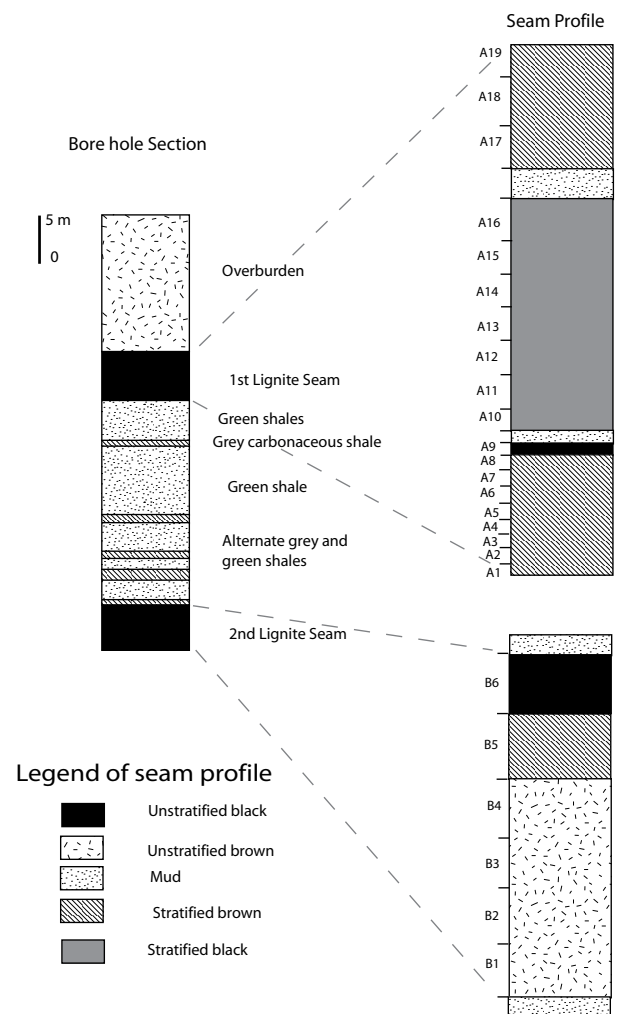 Seam Profile
Bore hole Section
5 m
0
Overburden
1st Lignite Seam
Green shales
Grey carbonaceous shale
Green shale
Alternate grey and
green shales
2nd Lignite Seam
A19
A18
A17
A16
A15
A14
A13
A12
A11
A10
A9
A8
A7
A6
A5
A4
A3
A2
A1
B6
B5
B4
B3
B2
B1
Legend of seam profile
Unstratified black
Unstratified brown
Mud
Stratified brown
Stratified black